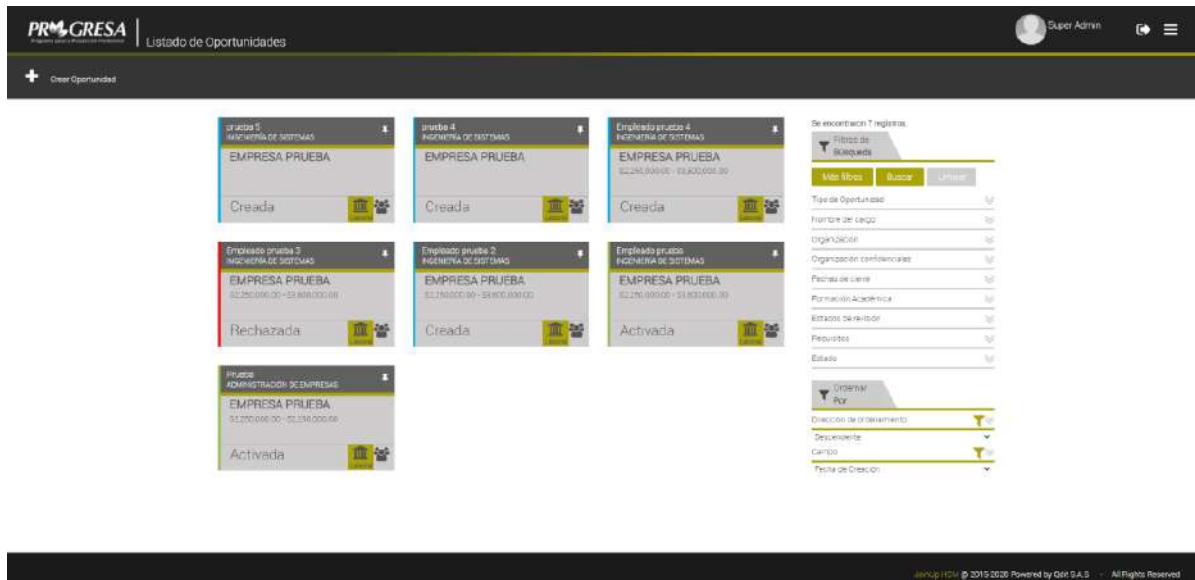 PROGRESA
Listado de Oportunidades
Super Admin
Crear Oportunidad
prueba 5
INGENIERÍA DE SISTEMAS
EMPRESA PRUEBA
Creada
prueba 4
INGENIERÍA DE SISTEMAS
EMPRESA PRUEBA
Creada
Empleado prueba 4
INGENIERÍA DE SISTEMAS
EMPRESA PRUEBA
Creada
Empleado prueba 3
INGENIERÍA DE SISTEMAS
EMPRESA PRUEBA
Rechazada
Empleado prueba 2
INGENIERÍA DE SISTEMAS
EMPRESA PRUEBA
Creada
Empleado prueba
INGENIERÍA DE SISTEMAS
EMPRESA PRUEBA
Activada
Prueba
ADMINISTRACIÓN DE EMPRESAS
EMPRESA PRUEBA
Activada
Se encontraron 7 registros.
Filtros de
Búsqueda
Más filtros Buscar Limpiar
Tipo de Oportunidad
Nombre del cargo
Organización
Organización confidenciales
Fechas de cierre
Formación Académica
Estados de revisión
Requisitos
Estado
Ordenar
Por
Dirección de ordenamiento
Descendente
Campo
Fecha de Creación
@ 2015-2020 Powered by Qdit S.A.S - All Rights Reserved